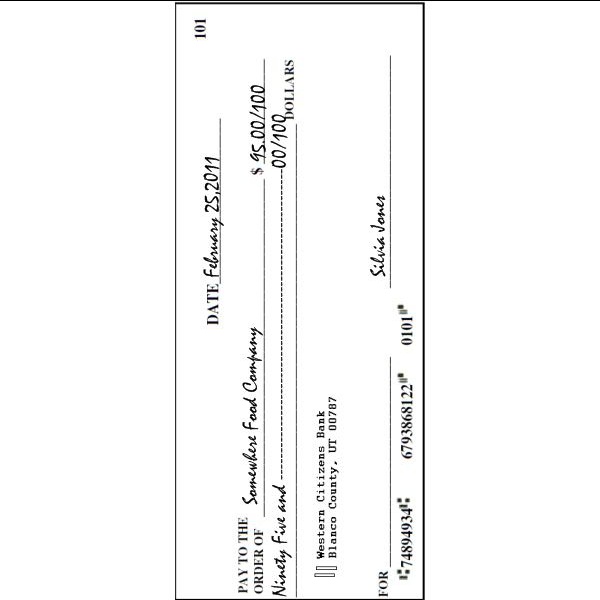 101
DATE February 25,2011
PAY TO THE
ORDER OF Somewhere Food Company $ 95.00/100
Ninety Five and ---------- 00/100 DOLLARS
Western Citizens Bank
Blanco County, UT 00787
FOR Silvia Jones
⑆74894934⑆ 6793868122⑈ 0101⑈